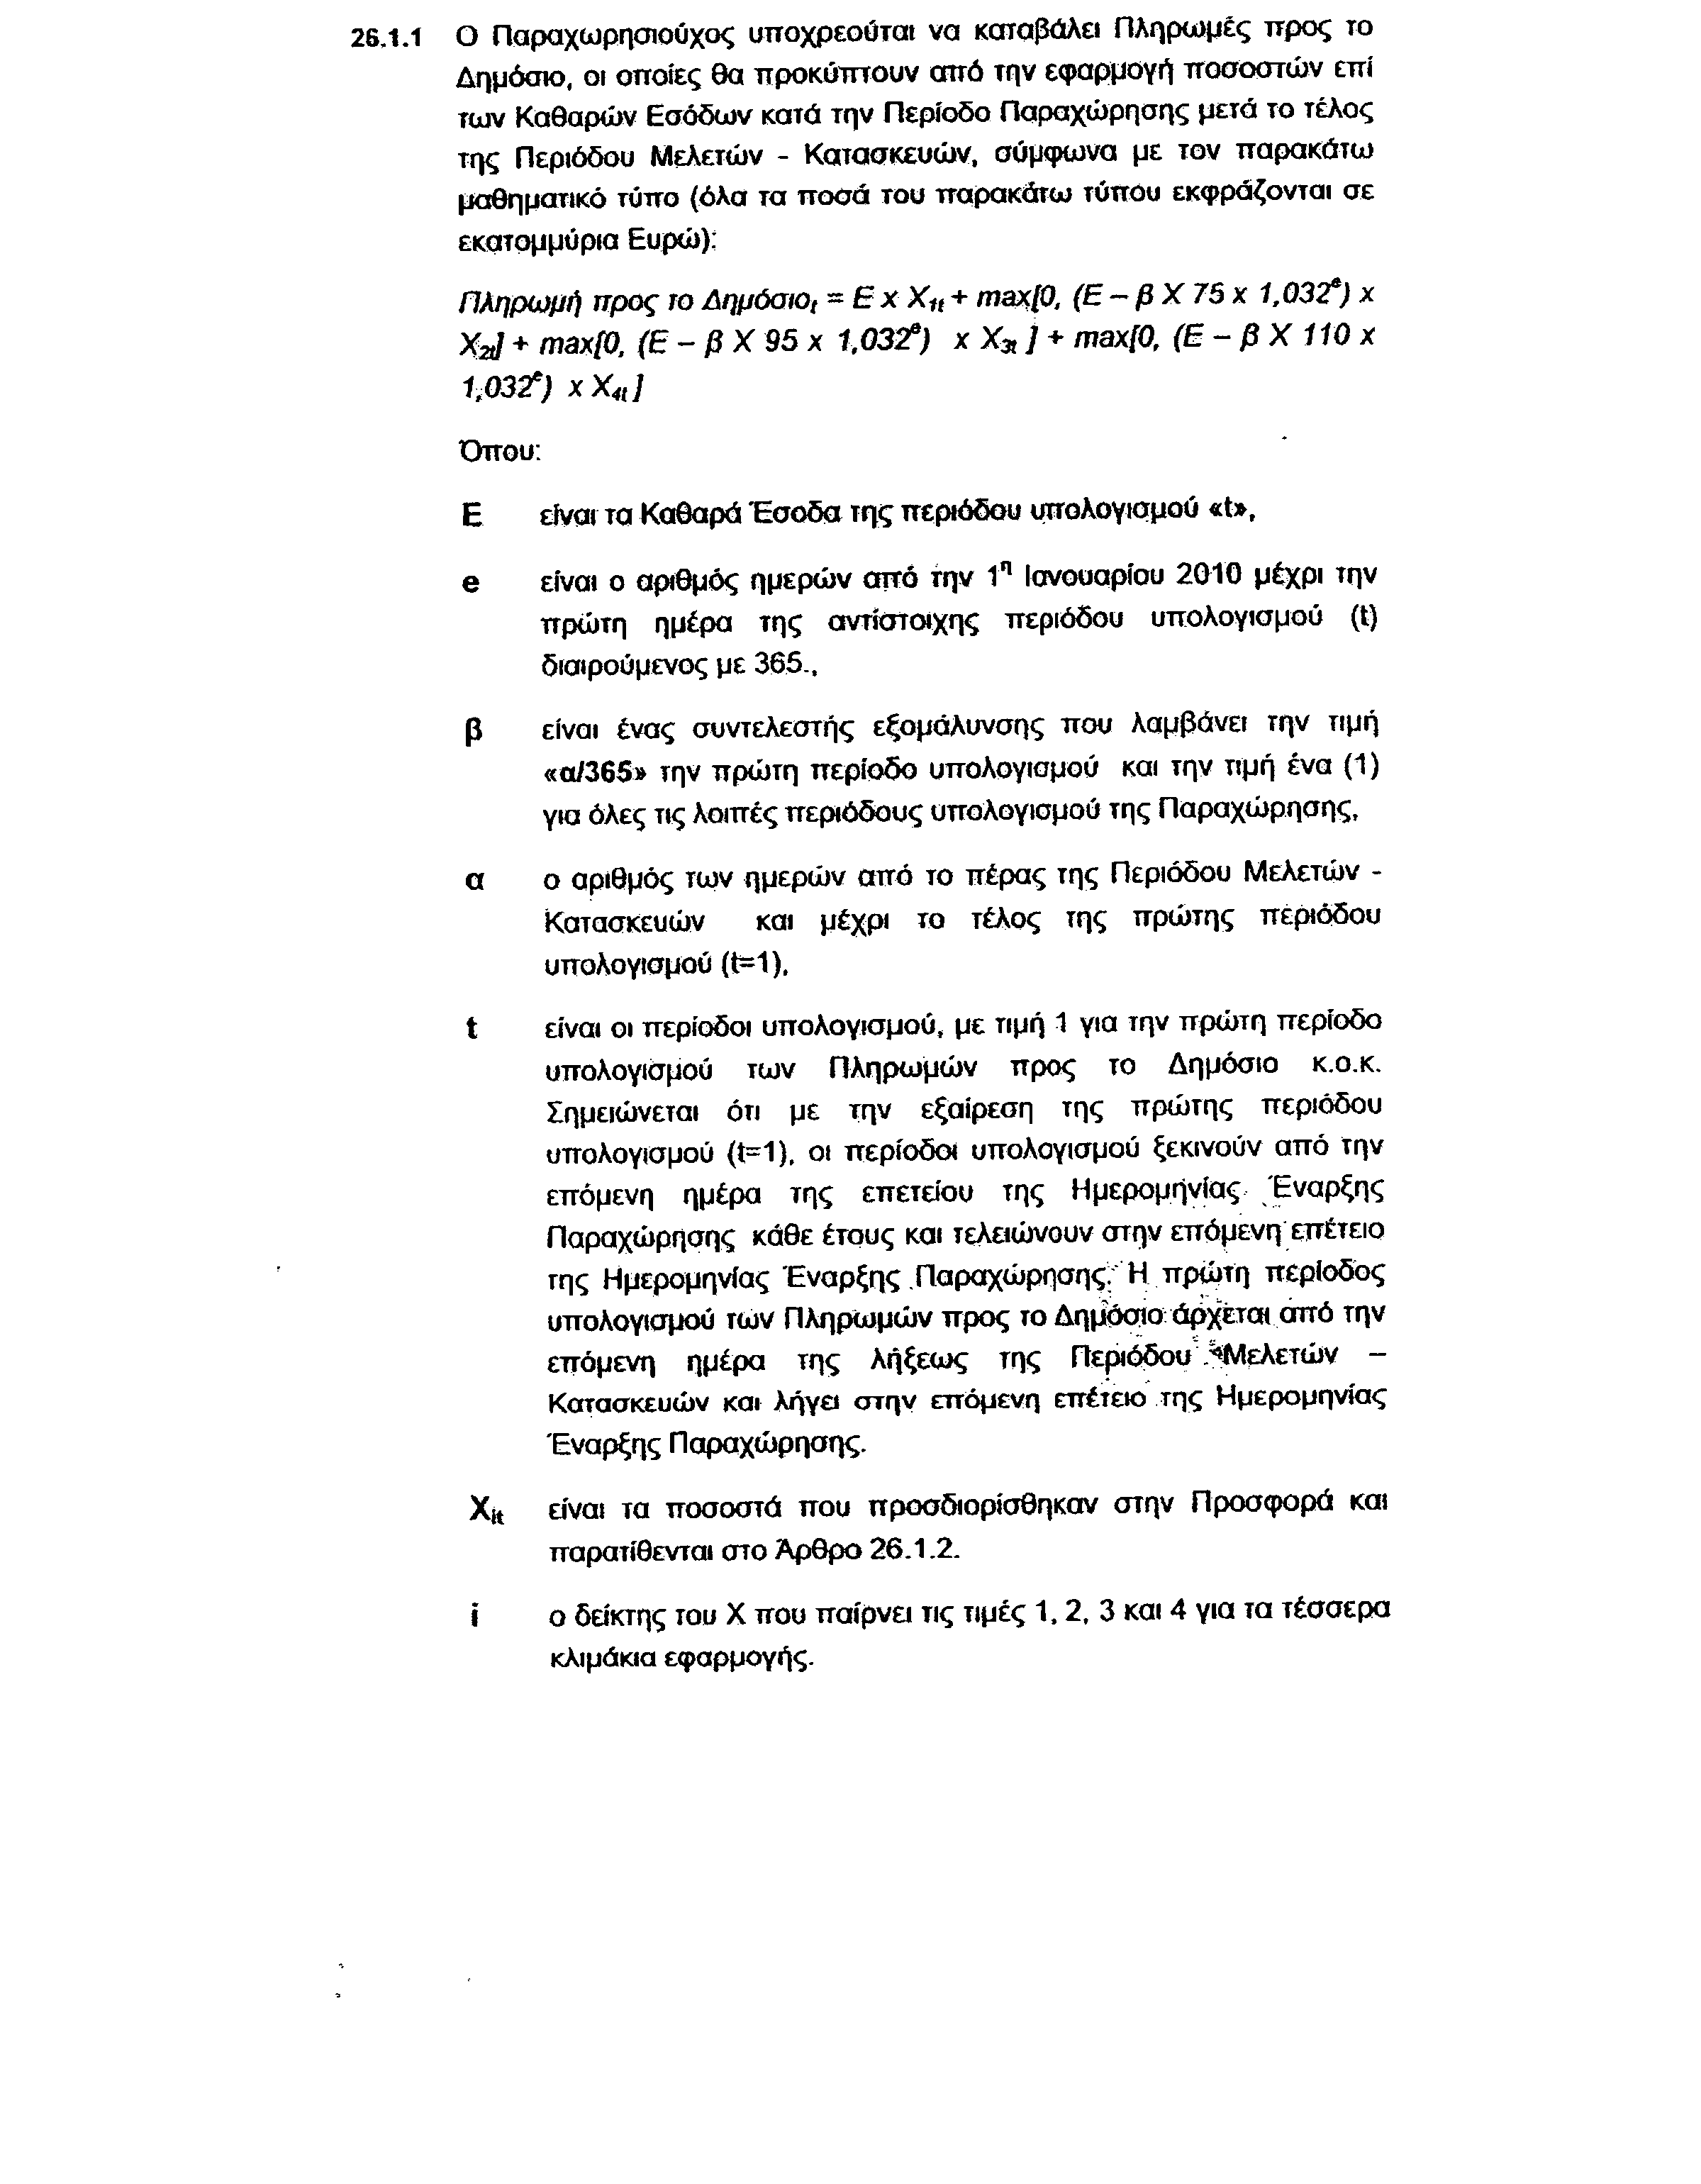 26.1.1 Ο Παραχωρησιούχος υποχρεούται να καταβάλει Πληρωμές προς το
Δημόσιο, οι οποίες θα προκύπτουν από την εφαρμογή ποσοστών επί
των Καθαρών Εσόδων κατά την Περίοδο Παραχώρησης μετά το τέλος
της Περιόδου Μελετών - Κατασκευών, σύμφωνα με τον παρακάτω
μαθηματικό τύπο (όλα τα ποσά του παρακάτω τύπου εκφράζονται σε
εκατομμύρια Ευρώ):
Πληρωμή προς το Δημόσιοₜ = E x X₁ₜ + max[0, (E – β X 75 x 1,032ᵉ) x
X₂ₜ] + max[0, (E – β X 95 x 1,032ᵉ) x X₃ₜ ] + max[0, (E – β X 110 x
1,032ᵉ) x X₄ₜ ]
Όπου:
E είναι τα Καθαρά Έσοδα της περιόδου υπολογισμού «t»,
e είναι ο αριθμός ημερών από την 1η Ιανουαρίου 2010 μέχρι την
πρώτη ημέρα της αντίστοιχης περιόδου υπολογισμού (t)
διαιρούμενος με 365.,
β είναι ένας συντελεστής εξομάλυνσης που λαμβάνει την τιμή
«α/365» την πρώτη περίοδο υπολογισμού και την τιμή ένα (1)
για όλες τις λοιπές περιόδους υπολογισμού της Παραχώρησης,
α ο αριθμός των ημερών από το πέρας της Περιόδου Μελετών -
Κατασκευών και μέχρι το τέλος της πρώτης περιόδου
υπολογισμού (t=1),
t είναι οι περίοδοι υπολογισμού, με τιμή 1 για την πρώτη περίοδο
υπολογισμού των Πληρωμών προς το Δημόσιο κ.ο.κ.
Σημειώνεται ότι με την εξαίρεση της πρώτης περιόδου
υπολογισμού (t=1), οι περίοδοι υπολογισμού ξεκινούν από την
επόμενη ημέρα της επετείου της Ημερομηνίας Έναρξης
Παραχώρησης κάθε έτους και τελειώνουν στην επόμενη επέτειο
της Ημερομηνίας Έναρξης Παραχώρησης. Η πρώτη περίοδος
υπολογισμού των Πληρωμών προς το Δημόσιο άρχεται από την
επόμενη ημέρα της λήξεως της Περιόδου Μελετών –
Κατασκευών και λήγει στην επόμενη επέτειο της Ημερομηνίας
Έναρξης Παραχώρησης.
Xᵢₜ είναι τα ποσοστά που προσδιορίσθηκαν στην Προσφορά και
παρατίθενται στο Άρθρο 26.1.2.
i ο δείκτης του X που παίρνει τις τιμές 1, 2, 3 και 4 για τα τέσσερα
κλιμάκια εφαρμογής.